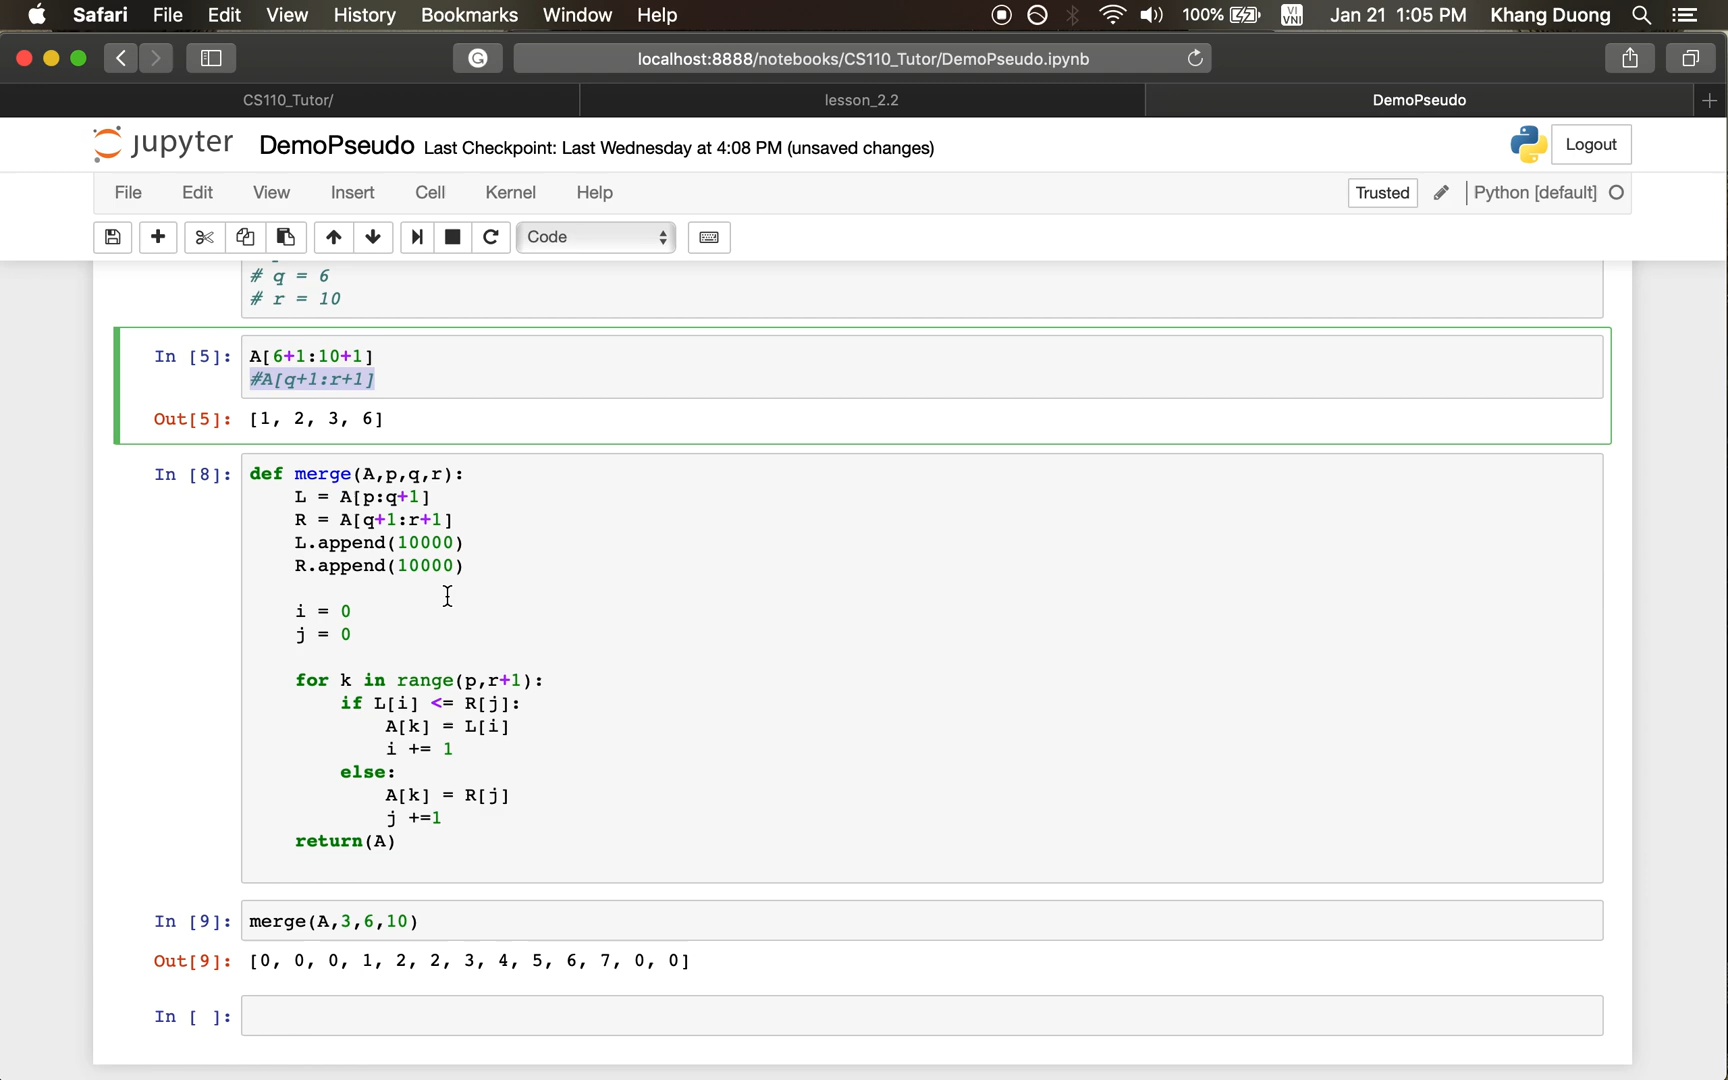 Safari File Edit View History Bookmarks Window Help 100% VI VNI Jan 21 1:05 PM Khang Duong
localhost:8888/notebooks/CS110_Tutor/DemoPseudo.ipynb
CS110_Tutor/ lesson_2.2 DemoPseudo
jupyter DemoPseudo Last Checkpoint: Last Wednesday at 4:08 PM (unsaved changes) Logout
File Edit View Insert Cell Kernel Help Trusted Python [default]
Code
# q = 6
# r = 10
In [5]: A[6+1:10+1]
#A[q+1:r+1]
Out[5]: [1, 2, 3, 6]
In [8]: def merge(A,p,q,r):
L = A[p:q+1]
R = A[q+1:r+1]
L.append(10000)
R.append(10000)
i = 0
j = 0
for k in range(p,r+1):
if L[i] <= R[j]:
A[k] = L[i]
i += 1
else:
A[k] = R[j]
j +=1
return(A)
In [9]: merge(A,3,6,10)
Out[9]: [0, 0, 0, 1, 2, 2, 3, 4, 5, 6, 7, 0, 0]
In [ ]: